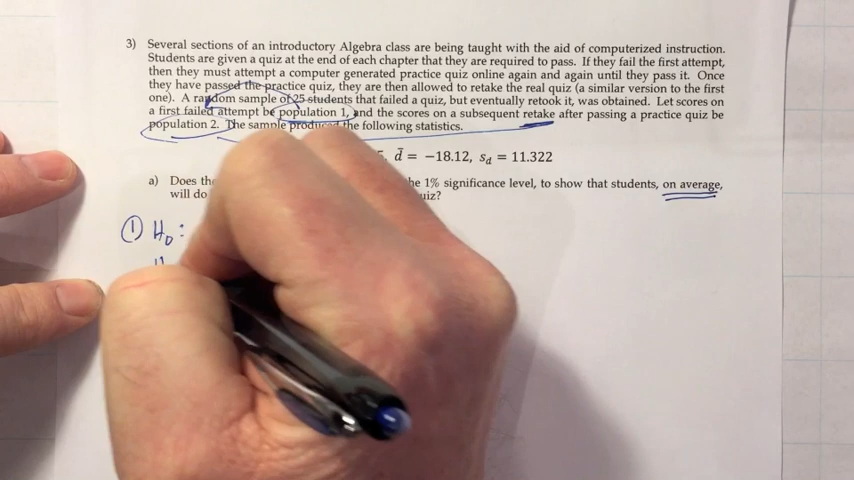 3) Several sections of an introductory Algebra class are being taught with the aid of computerized instruction.
Students are given a quiz at the end of each chapter that they are required to pass. If they fail the first attempt,
then they must attempt a computer generated practice quiz online again and again until they pass it. Once
they have passed the practice quiz, they are then allowed to retake the real quiz (a similar version to the first
one). A random sample of 25 students that failed a quiz, but eventually retook it, was obtained. Let scores on
a first failed attempt be population 1, and the scores on a subsequent retake after passing a practice quiz be
population 2. The sample produced the following statistics.
d̄ = −18.12, s_d = 11.322
a) Does the 1% significance level, to show that students, on average,
will do
① H₀: